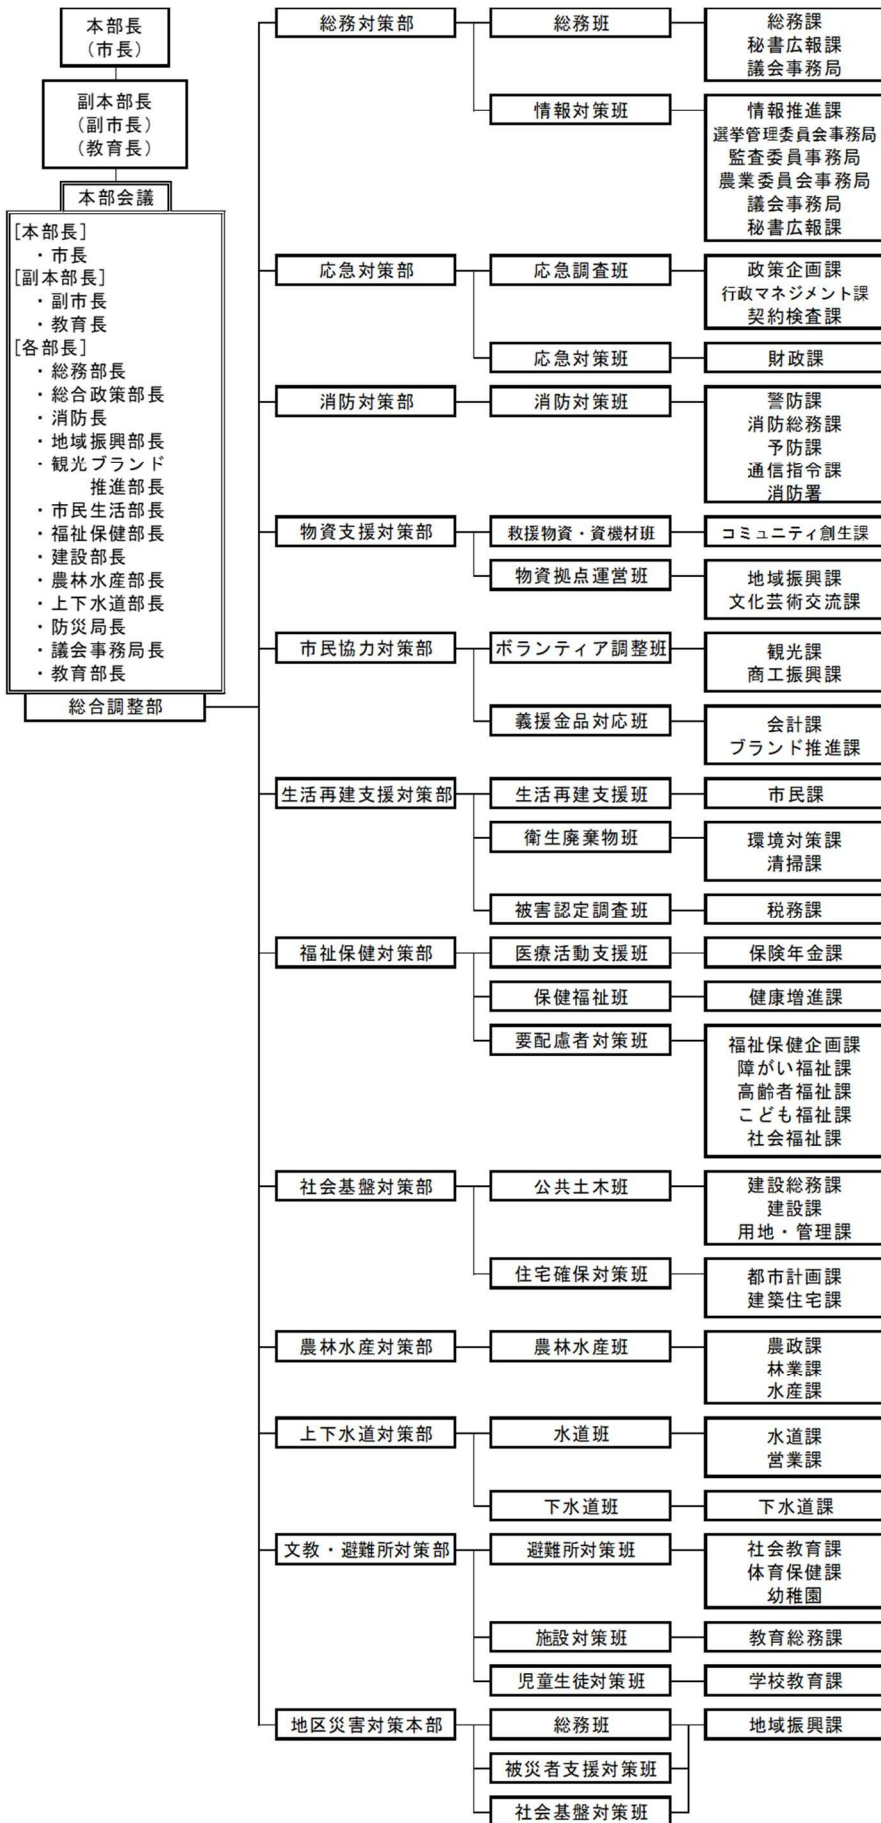 本部長
（市長）
副本部長
（副市長）
（教育長）
本部会議
[本部長]
・市長
[副本部長]
・副市長
・教育長
[各部長]
・総務部長
・総合政策部長
・消防長
・地域振興部長
・観光ブランド
推進部長
・市民生活部長
・福祉保健部長
・建設部長
・農林水産部長
・上下水道部長
・防災局長
・議会事務局長
・教育部長
総合調整部
総務対策部
総務班
総務課
秘書広報課
議会事務局
情報対策班
情報推進課
選挙管理委員会事務局
監査委員事務局
農業委員会事務局
議会事務局
秘書広報課
応急対策部
応急調査班
政策企画課
行政マネジメント課
契約検査課
応急対策班
財政課
消防対策部
消防対策班
警防課
消防総務課
予防課
通信指令課
消防署
物資支援対策部
救援物資・資機材班
コミュニティ創生課
物資拠点運営班
地域振興課
文化芸術交流課
市民協力対策部
ボランティア調整班
観光課
商工振興課
義援金品対応班
会計課
ブランド推進課
生活再建支援対策部
生活再建支援班
市民課
衛生廃棄物班
環境対策課
清掃課
被害認定調査班
税務課
福祉保健対策部
医療活動支援班
保険年金課
保健福祉班
健康増進課
要配慮者対策班
福祉保健企画課
障がい福祉課
高齢者福祉課
こども福祉課
社会福祉課
社会基盤対策部
公共土木班
建設総務課
建設課
用地・管理課
住宅確保対策班
都市計画課
建築住宅課
農林水産対策部
農林水産班
農政課
林業課
水産課
上下水道対策部
水道班
水道課
営業課
下水道班
下水道課
文教・避難所対策部
避難所対策班
社会教育課
体育保健課
幼稚園
施設対策班
教育総務課
児童生徒対策班
学校教育課
地区災害対策本部
総務班
地域振興課
被災者支援対策班
社会基盤対策班